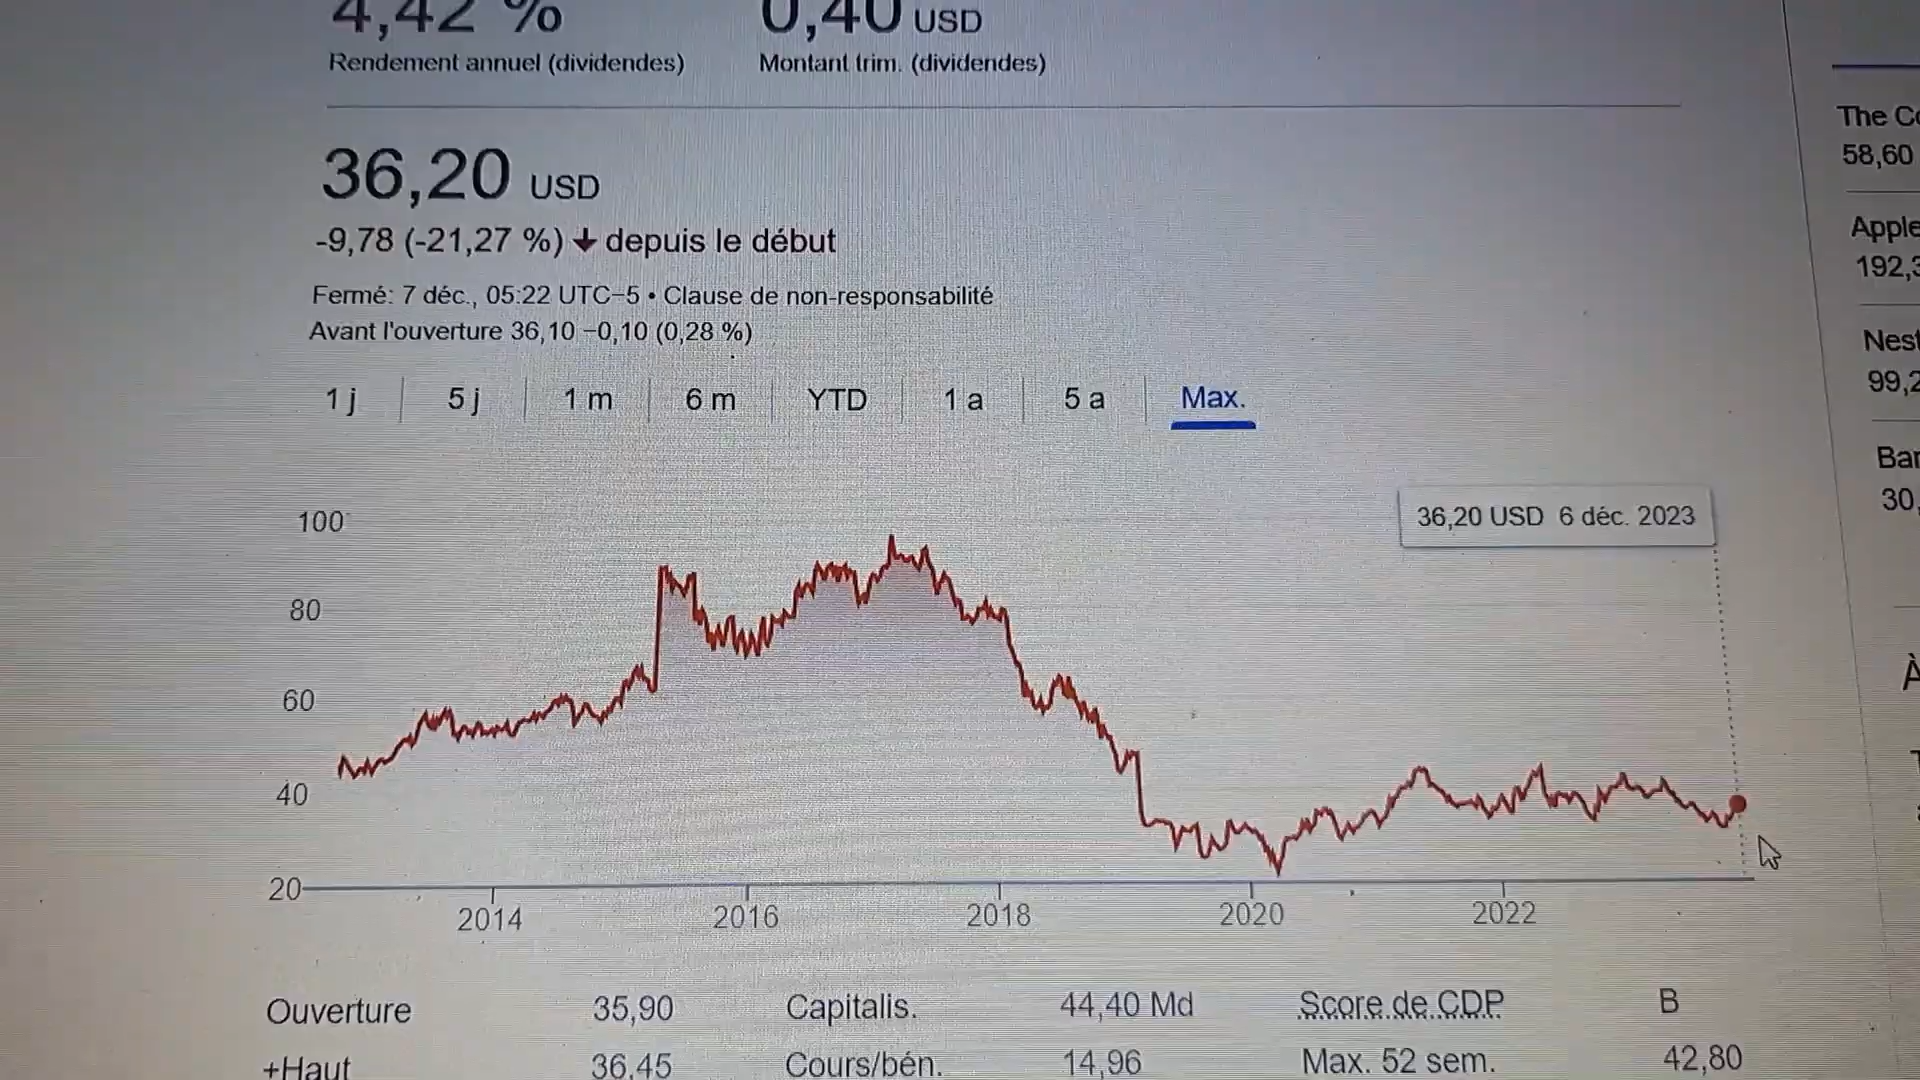 4,42 %
0,40 USD
Rendement annuel (dividendes)
Montant trim. (dividendes)
36,20 USD
-9,78 (-21,27 %) ↓ depuis le début
Fermé: 7 déc., 05:22 UTC−5 • Clause de non-responsabilité
Avant l'ouverture 36,10 −0,10 (0,28 %)
1 j 5 j 1 m 6 m YTD 1 a 5 a Max.
36,20 USD 6 déc. 2023
100
80
60
40
20
2014 2016 2018 2020 2022
Ouverture 35,90 Capitalis. 44,40 Md Score de CDP B
+Haut 36,45 Cours/bén. 14,96 Max. 52 sem. 42,80
The Co
58,60
Apple
192,3
Nest
99,2
Bar
30,
À